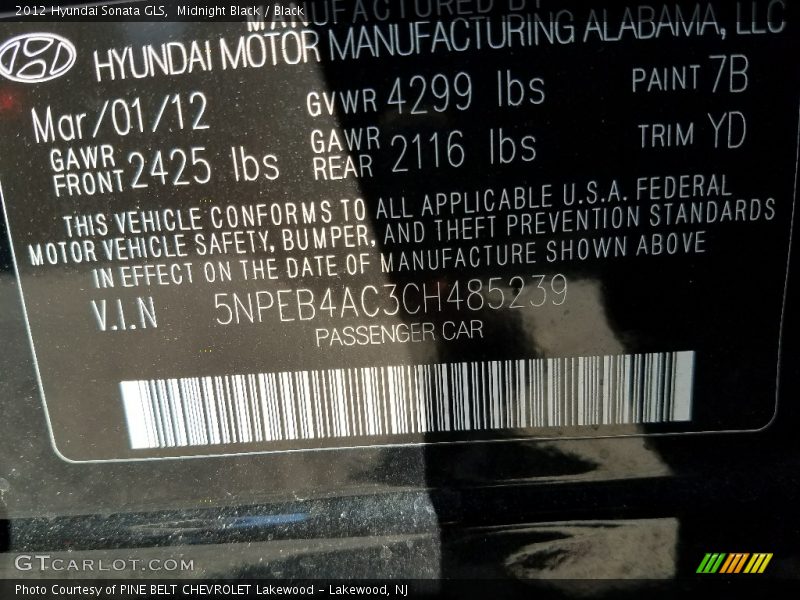 2012 Hyundai Sonata GLS, Midnight Black / Black
MANUFACTURED BY
HYUNDAI MOTOR MANUFACTURING ALABAMA, LLC
Mar/01/12 GVWR 4299 lbs PAINT 7B
GAWR FRONT 2425 lbs GAWR REAR 2116 lbs TRIM YD
THIS VEHICLE CONFORMS TO ALL APPLICABLE U.S.A. FEDERAL
MOTOR VEHICLE SAFETY, BUMPER, AND THEFT PREVENTION STANDARDS
IN EFFECT ON THE DATE OF MANUFACTURE SHOWN ABOVE
V.I.N 5NPEB4AC3CH485239
PASSENGER CAR
GTCARLOT.COM
Photo Courtesy of PINE BELT CHEVROLET Lakewood - Lakewood, NJ